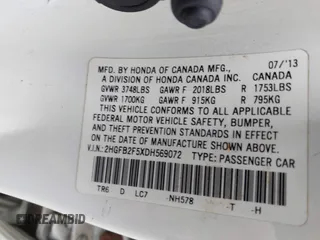 07/'13
MFD. BY HONDA OF CANADA MFG.,
A DIVISION OF HONDA CANADA INC. CANADA
GVWR 3748LBS GAWR F 2018LBS R 1753LBS
GVWR 1700KG GAWR F 915KG R 795KG
THIS VEHICLE CONFORMS TO ALL APPLICABLE
FEDERAL MOTOR VEHICLE SAFETY, BUMPER,
AND THEFT PREVENTION STANDARDS IN EFFECT
ON THE DATE OF MANUFACTURE SHOWN ABOVE.
V.I.N.: 2HGFB2F5XDH569072 TYPE: PASSENGER CAR
TR6 D LC7 -NH578 -T -H
DREAMBID